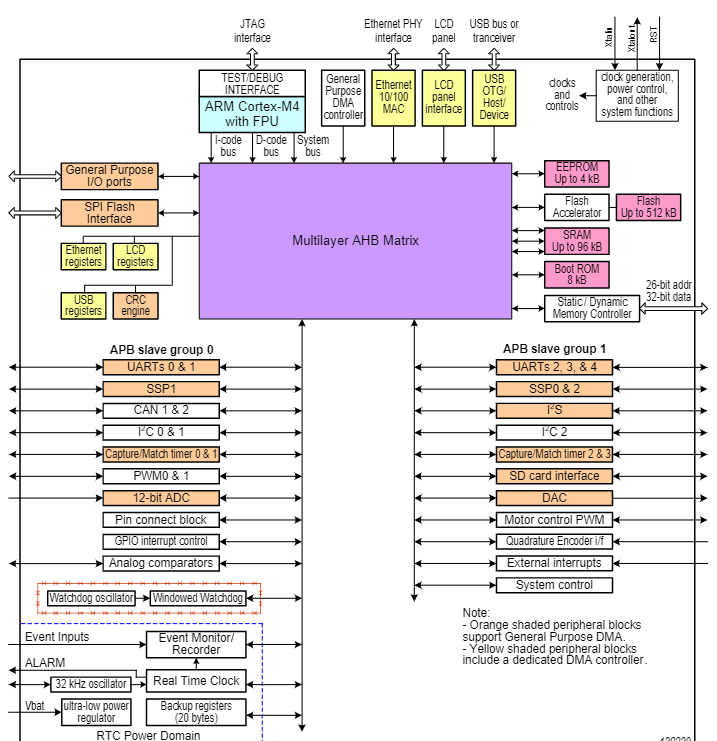 JTAG
interface
Ethernet PHY
interface
LCD
panel
USB bus or
tranceiver
Xtalin
Xtalout
RST
TEST/DEBUG
INTERFACE
ARM Cortex-M4
with FPU
General
Purpose
DMA
controller
Ethernet
10/100
MAC
LCD
panel
interface
USB
OTG/
Host/
Device
clocks
and
controls
clock generation,
power control,
and other
system functions
I-code
bus
D-code
bus
System
bus
General Purpose
I/O ports
SPI Flash
Interface
Ethernet
registers
LCD
registers
USB
registers
CRC
engine
Multilayer AHB Matrix
EEPROM
Up to 4 kB
Flash
Accelerator
Flash
Up to 512 kB
SRAM
Up to 96 kB
Boot ROM
8 kB
Static / Dynamic
Memory Controller
26-bit addr
32-bit data
APB slave group 0
UARTs 0 & 1
SSP1
CAN 1 & 2
I²C 0 & 1
Capture/Match timer 0 & 1
PWM0 & 1
12-bit ADC
Pin connect block
GPIO interrupt control
Analog comparators
Watchdog oscillator
Windowed Watchdog
APB slave group 1
UARTs 2, 3, & 4
SSP0 & 2
I²S
I²C 2
Capture/Match timer 2 & 3
SD card interface
DAC
Motor control PWM
Quadrature Encoder i/f
External interrupts
System control
Note:
- Orange shaded peripheral blocks
support General Purpose DMA.
- Yellow shaded peripheral blocks
include a dedicated DMA controller.
Event Inputs
Event Monitor/
Recorder
ALARM
32 kHz oscillator
Real Time Clock
Vbat
ultra-low power
regulator
Backup registers
(20 bytes)
RTC Power Domain